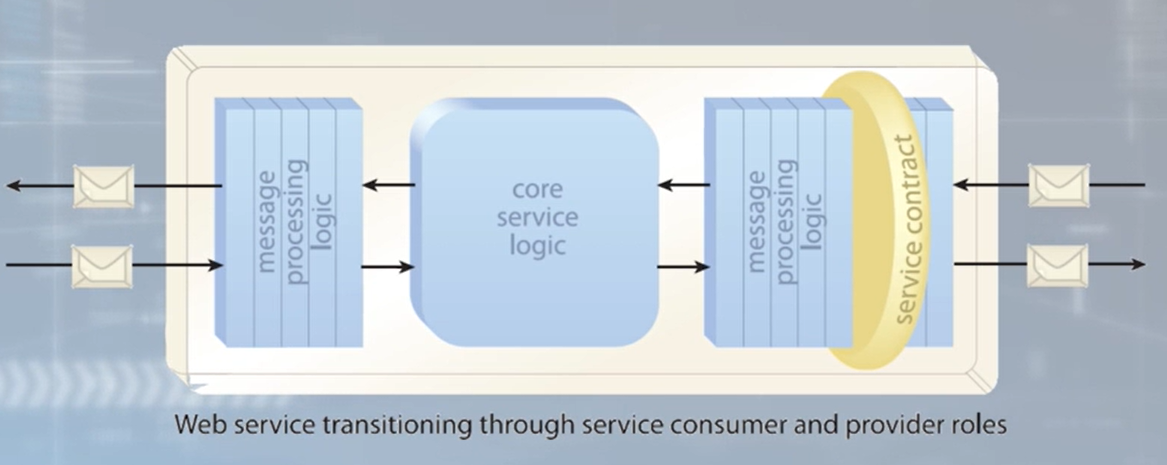 message
processing
logic
core
service
logic
message
processing
logic
service contract
Web service transitioning through service consumer and provider roles